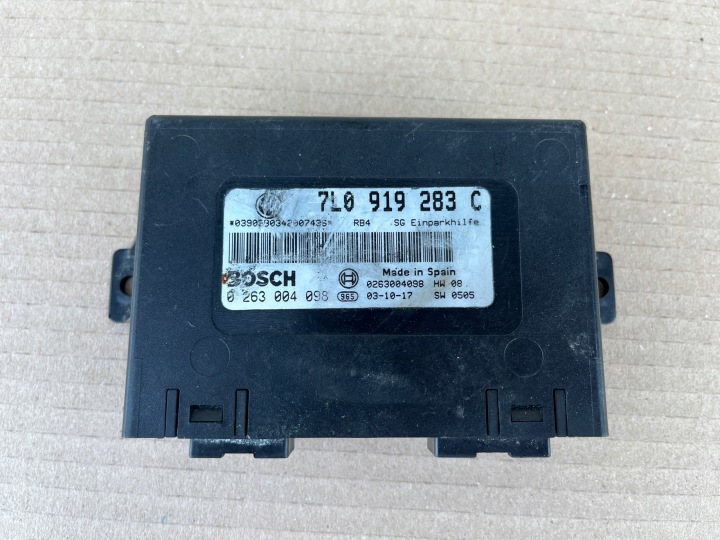 7L0 919 283 C
RB4 SG Einparkhilfe
BOSCH
Made in Spain
0263004098 HW 08
0 263 004 098 965 03-10-17 SW 0505